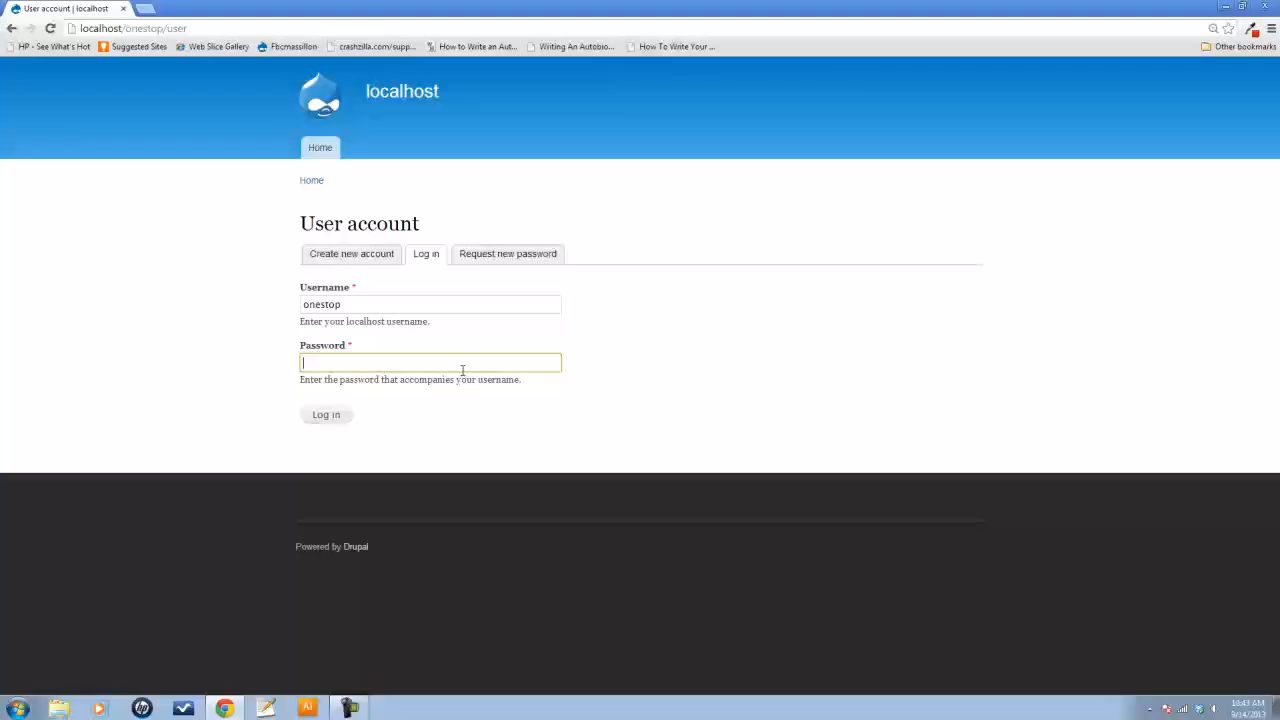 User account | localhost
localhost/onestop/user
HP - See What's Hot
Suggested Sites
Web Slice Gallery
Fbcmassillon
crashzilla.com/supp...
How to Write an Aut...
Writing An Autobio...
How To Write Your ...
Other bookmarks
localhost
Home
Home
User account
Create new account
Log in
Request new password
Username *
onestop
Enter your localhost username.
Password *
Enter the password that accompanies your username.
Log in
Powered by Drupal
hp
Ai
10:43 AM
9/14/2013